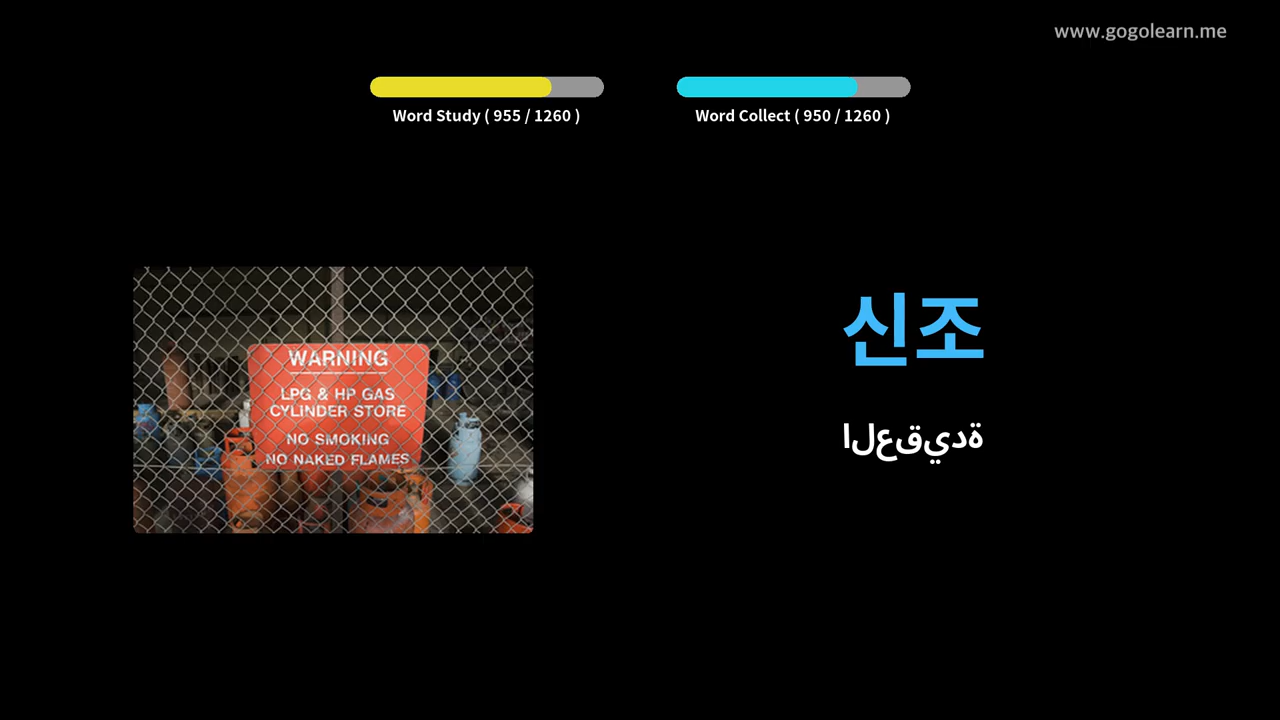 www.gogolearn.me
Word Study ( 955 / 1260 )
Word Collect ( 950 / 1260 )
WARNING
LPG & HP GAS
CYLINDER STORE
NO SMOKING
NO NAKED FLAMES
신조
ةديقعلا